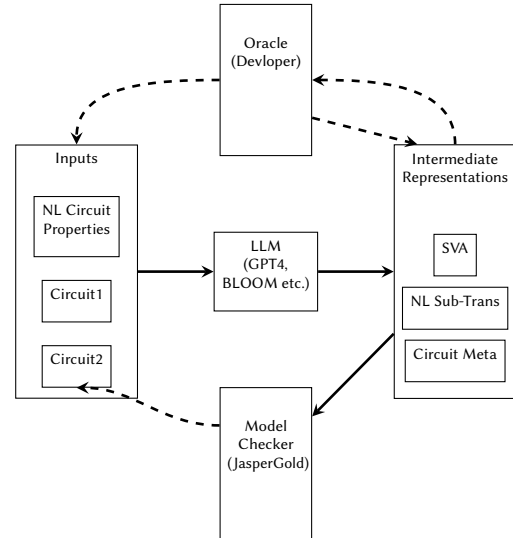 Oracle
(Devloper)
Inputs
NL Circuit
Properties
Circuit1
Circuit2
LLM
(GPT4,
BLOOM etc.)
Intermediate
Representations
SVA
NL Sub-Trans
Circuit Meta
Model
Checker
(JasperGold)